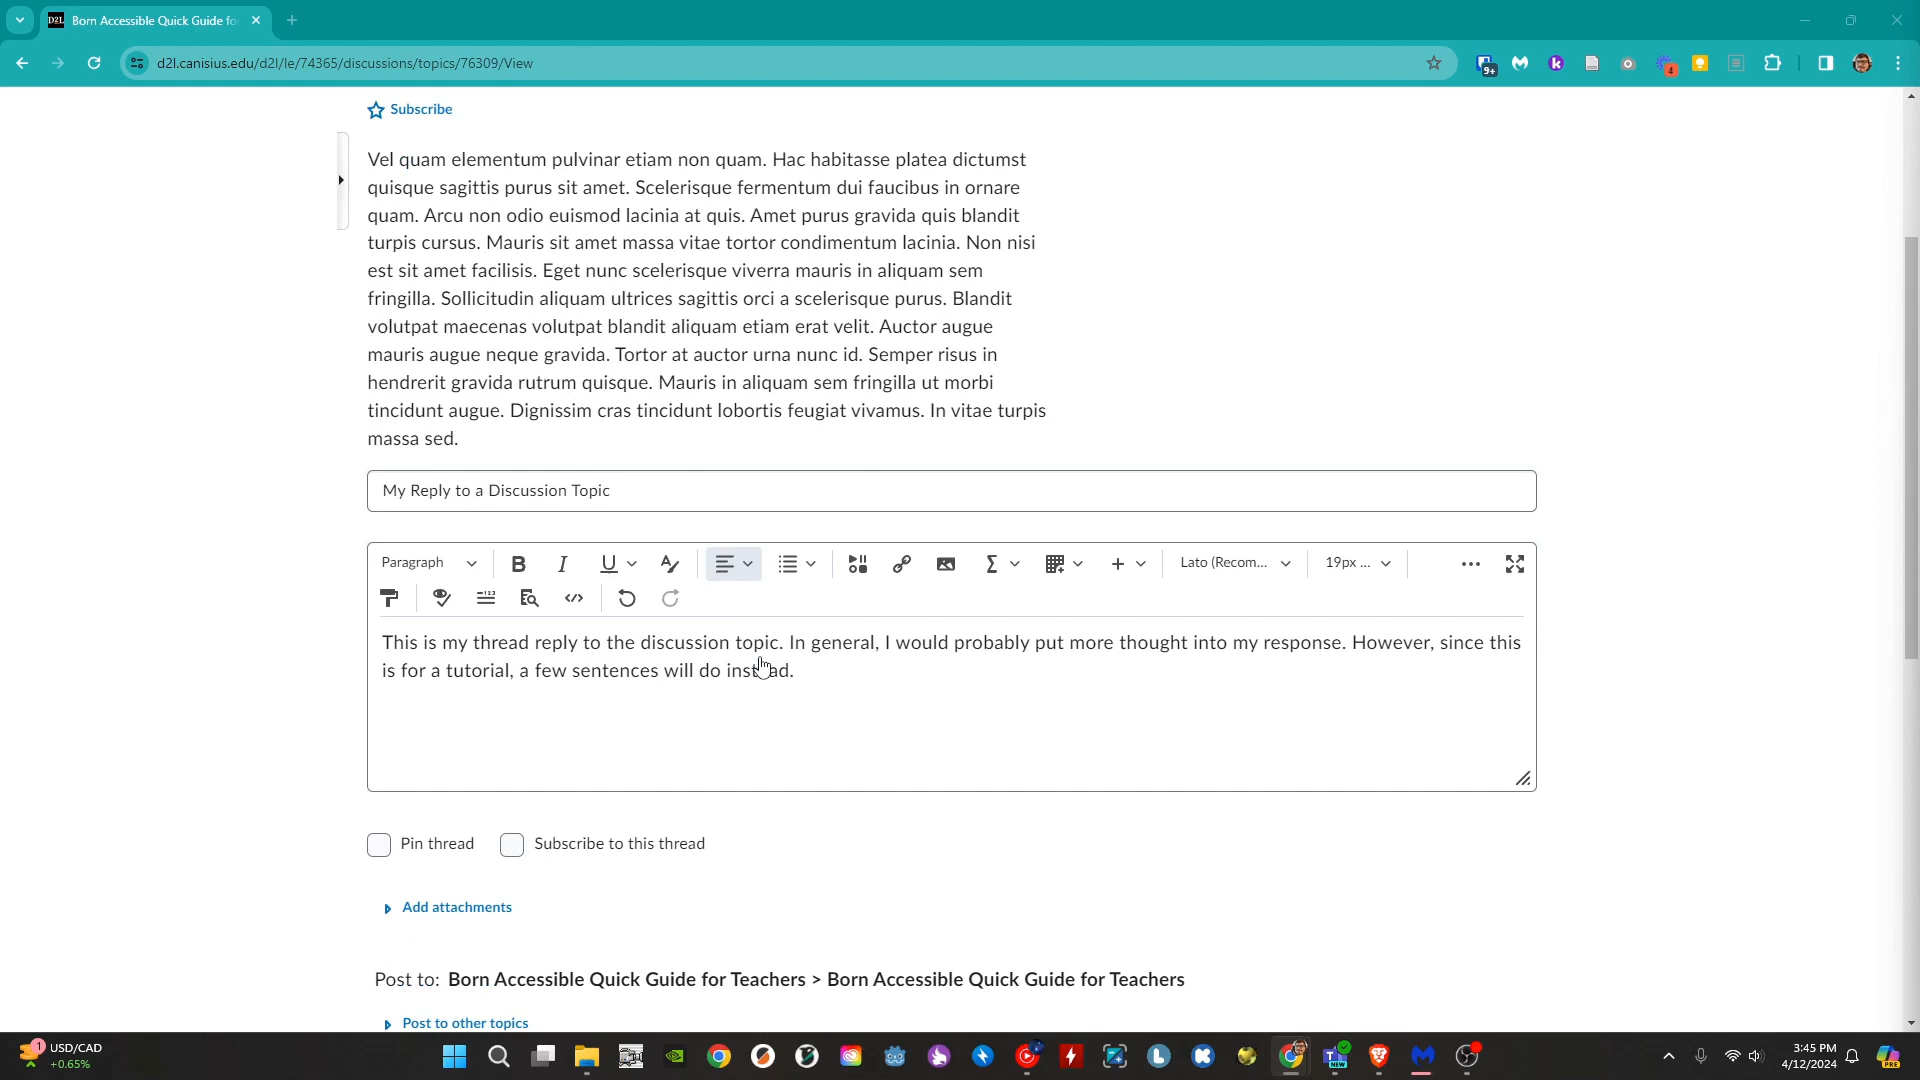 D2L Born Accessible Quick Guide fo
d2l.canisius.edu/d2l/le/74365/discussions/topics/76309/View
9+
k
4
Subscribe
Vel quam elementum pulvinar etiam non quam. Hac habitasse platea dictumst
quisque sagittis purus sit amet. Scelerisque fermentum dui faucibus in ornare
quam. Arcu non odio euismod lacinia at quis. Amet purus gravida quis blandit
turpis cursus. Mauris sit amet massa vitae tortor condimentum lacinia. Non nisi
est sit amet facilisis. Eget nunc scelerisque viverra mauris in aliquam sem
fringilla. Sollicitudin aliquam ultrices sagittis orci a scelerisque purus. Blandit
volutpat maecenas volutpat blandit aliquam etiam erat velit. Auctor augue
mauris augue neque gravida. Tortor at auctor urna nunc id. Semper risus in
hendrerit gravida rutrum quisque. Mauris in aliquam sem fringilla ut morbi
tincidunt augue. Dignissim cras tincidunt lobortis feugiat vivamus. In vitae turpis
massa sed.
My Reply to a Discussion Topic
Paragraph B I U Lato (Recom... 19px ...
This is my thread reply to the discussion topic. In general, I would probably put more thought into my response. However, since this
is for a tutorial, a few sentences will do instead.
Pin thread Subscribe to this thread
Add attachments
Post to: Born Accessible Quick Guide for Teachers > Born Accessible Quick Guide for Teachers
Post to other topics
1 USD/CAD
+0.65%
NEW
3:45 PM
4/12/2024
PRE